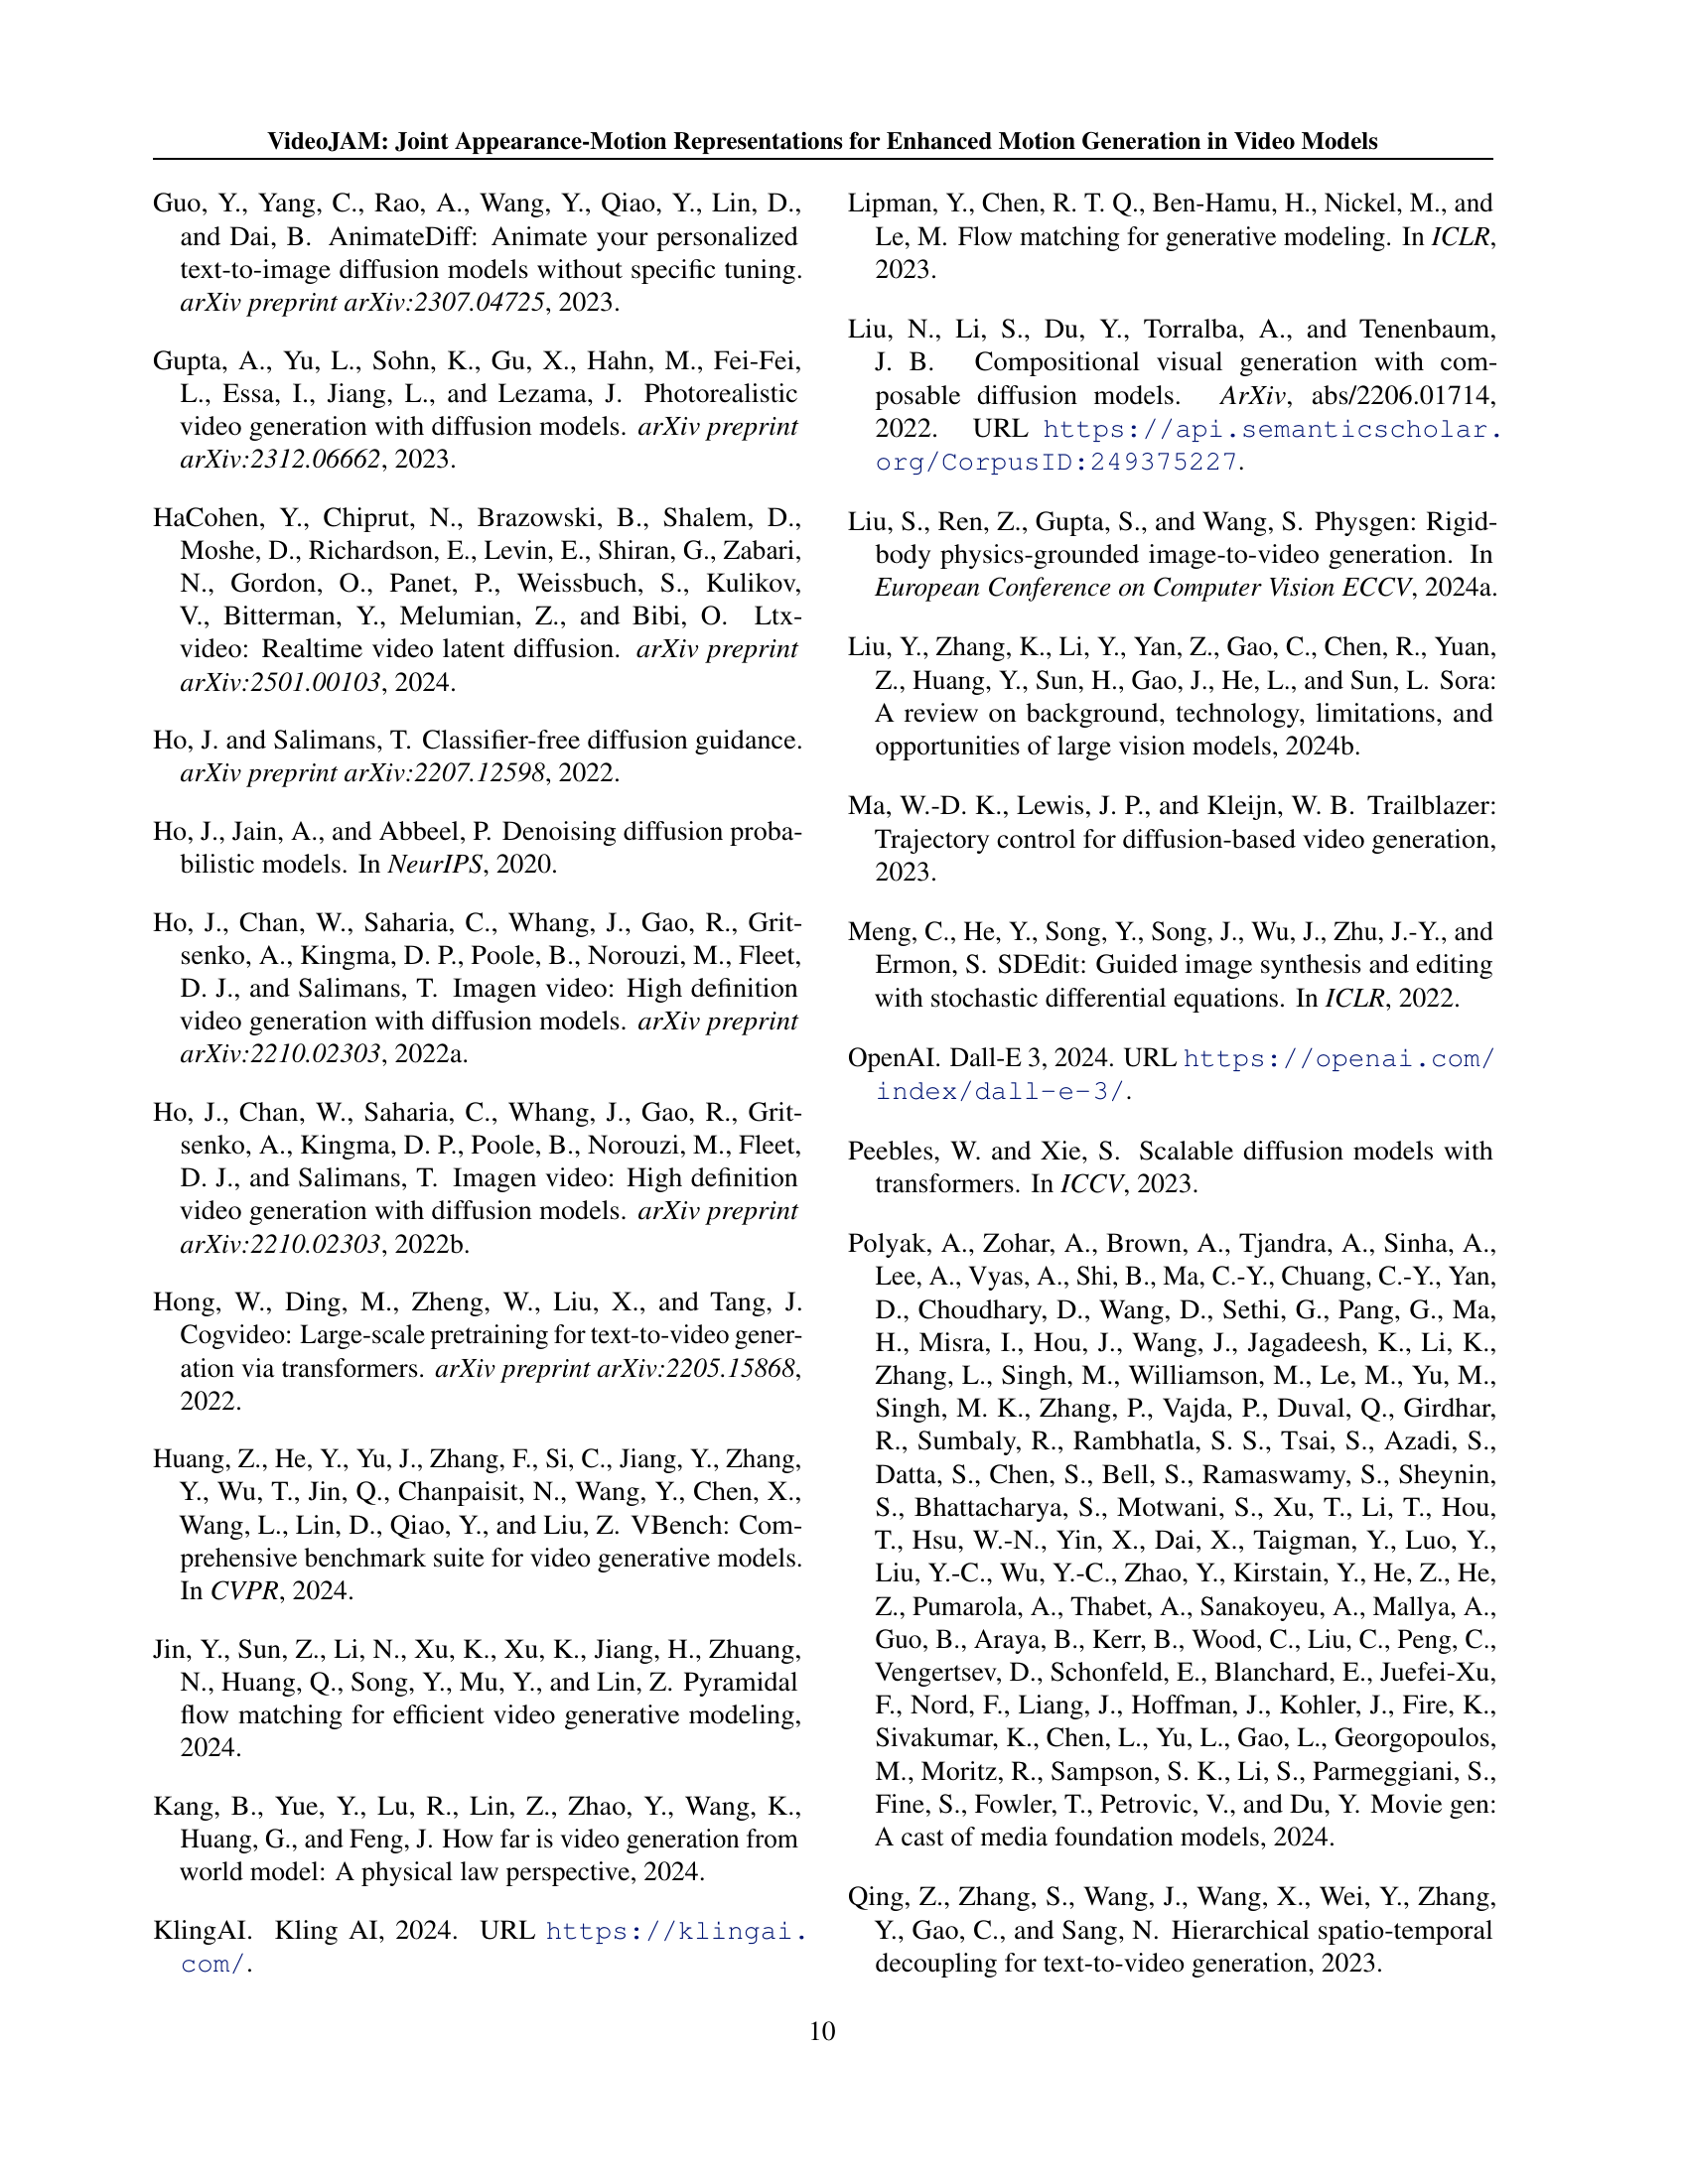 VideoJAM: Joint Appearance-Motion Representations for Enhanced Motion Generation in Video Models
Guo, Y., Yang, C., Rao, A., Wang, Y., Qiao, Y., Lin, D.,
and Dai, B. AnimateDiff: Animate your personalized
text-to-image diffusion models without specific tuning.
arXiv preprint arXiv:2307.04725, 2023.
Gupta, A., Yu, L., Sohn, K., Gu, X., Hahn, M., Fei-Fei,
L., Essa, I., Jiang, L., and Lezama, J. Photorealistic
video generation with diffusion models. arXiv preprint
arXiv:2312.06662, 2023.
HaCohen, Y., Chiprut, N., Brazowski, B., Shalem, D.,
Moshe, D., Richardson, E., Levin, E., Shiran, G., Zabari,
N., Gordon, O., Panet, P., Weissbuch, S., Kulikov,
V., Bitterman, Y., Melumian, Z., and Bibi, O. Ltx-
video: Realtime video latent diffusion. arXiv preprint
arXiv:2501.00103, 2024.
Ho, J. and Salimans, T. Classifier-free diffusion guidance.
arXiv preprint arXiv:2207.12598, 2022.
Ho, J., Jain, A., and Abbeel, P. Denoising diffusion proba-
bilistic models. In NeurIPS, 2020.
Ho, J., Chan, W., Saharia, C., Whang, J., Gao, R., Grit-
senko, A., Kingma, D. P., Poole, B., Norouzi, M., Fleet,
D. J., and Salimans, T. Imagen video: High definition
video generation with diffusion models. arXiv preprint
arXiv:2210.02303, 2022a.
Ho, J., Chan, W., Saharia, C., Whang, J., Gao, R., Grit-
senko, A., Kingma, D. P., Poole, B., Norouzi, M., Fleet,
D. J., and Salimans, T. Imagen video: High definition
video generation with diffusion models. arXiv preprint
arXiv:2210.02303, 2022b.
Hong, W., Ding, M., Zheng, W., Liu, X., and Tang, J.
Cogvideo: Large-scale pretraining for text-to-video gener-
ation via transformers. arXiv preprint arXiv:2205.15868,
2022.
Huang, Z., He, Y., Yu, J., Zhang, F., Si, C., Jiang, Y., Zhang,
Y., Wu, T., Jin, Q., Chanpaisit, N., Wang, Y., Chen, X.,
Wang, L., Lin, D., Qiao, Y., and Liu, Z. VBench: Com-
prehensive benchmark suite for video generative models.
In CVPR, 2024.
Jin, Y., Sun, Z., Li, N., Xu, K., Xu, K., Jiang, H., Zhuang,
N., Huang, Q., Song, Y., Mu, Y., and Lin, Z. Pyramidal
flow matching for efficient video generative modeling,
2024.
Kang, B., Yue, Y., Lu, R., Lin, Z., Zhao, Y., Wang, K.,
Huang, G., and Feng, J. How far is video generation from
world model: A physical law perspective, 2024.
KlingAI. Kling AI, 2024. URL https://klingai.
com/.
Lipman, Y., Chen, R. T. Q., Ben-Hamu, H., Nickel, M., and
Le, M. Flow matching for generative modeling. In ICLR,
2023.
Liu, N., Li, S., Du, Y., Torralba, A., and Tenenbaum,
J. B. Compositional visual generation with com-
posable diffusion models. ArXiv, abs/2206.01714,
2022. URL https://api.semanticscholar.
org/CorpusID:249375227.
Liu, S., Ren, Z., Gupta, S., and Wang, S. Physgen: Rigid-
body physics-grounded image-to-video generation. In
European Conference on Computer Vision ECCV, 2024a.
Liu, Y., Zhang, K., Li, Y., Yan, Z., Gao, C., Chen, R., Yuan,
Z., Huang, Y., Sun, H., Gao, J., He, L., and Sun, L. Sora:
A review on background, technology, limitations, and
opportunities of large vision models, 2024b.
Ma, W.-D. K., Lewis, J. P., and Kleijn, W. B. Trailblazer:
Trajectory control for diffusion-based video generation,
2023.
Meng, C., He, Y., Song, Y., Song, J., Wu, J., Zhu, J.-Y., and
Ermon, S. SDEdit: Guided image synthesis and editing
with stochastic differential equations. In ICLR, 2022.
OpenAI. Dall-E 3, 2024. URL https://openai.com/
index/dall-e-3/.
Peebles, W. and Xie, S. Scalable diffusion models with
transformers. In ICCV, 2023.
Polyak, A., Zohar, A., Brown, A., Tjandra, A., Sinha, A.,
Lee, A., Vyas, A., Shi, B., Ma, C.-Y., Chuang, C.-Y., Yan,
D., Choudhary, D., Wang, D., Sethi, G., Pang, G., Ma,
H., Misra, I., Hou, J., Wang, J., Jagadeesh, K., Li, K.,
Zhang, L., Singh, M., Williamson, M., Le, M., Yu, M.,
Singh, M. K., Zhang, P., Vajda, P., Duval, Q., Girdhar,
R., Sumbaly, R., Rambhatla, S. S., Tsai, S., Azadi, S.,
Datta, S., Chen, S., Bell, S., Ramaswamy, S., Sheynin,
S., Bhattacharya, S., Motwani, S., Xu, T., Li, T., Hou,
T., Hsu, W.-N., Yin, X., Dai, X., Taigman, Y., Luo, Y.,
Liu, Y.-C., Wu, Y.-C., Zhao, Y., Kirstain, Y., He, Z., He,
Z., Pumarola, A., Thabet, A., Sanakoyeu, A., Mallya, A.,
Guo, B., Araya, B., Kerr, B., Wood, C., Liu, C., Peng, C.,
Vengertsev, D., Schonfeld, E., Blanchard, E., Juefei-Xu,
F., Nord, F., Liang, J., Hoffman, J., Kohler, J., Fire, K.,
Sivakumar, K., Chen, L., Yu, L., Gao, L., Georgopoulos,
M., Moritz, R., Sampson, S. K., Li, S., Parmeggiani, S.,
Fine, S., Fowler, T., Petrovic, V., and Du, Y. Movie gen:
A cast of media foundation models, 2024.
Qing, Z., Zhang, S., Wang, J., Wang, X., Wei, Y., Zhang,
Y., Gao, C., and Sang, N. Hierarchical spatio-temporal
decoupling for text-to-video generation, 2023.
10